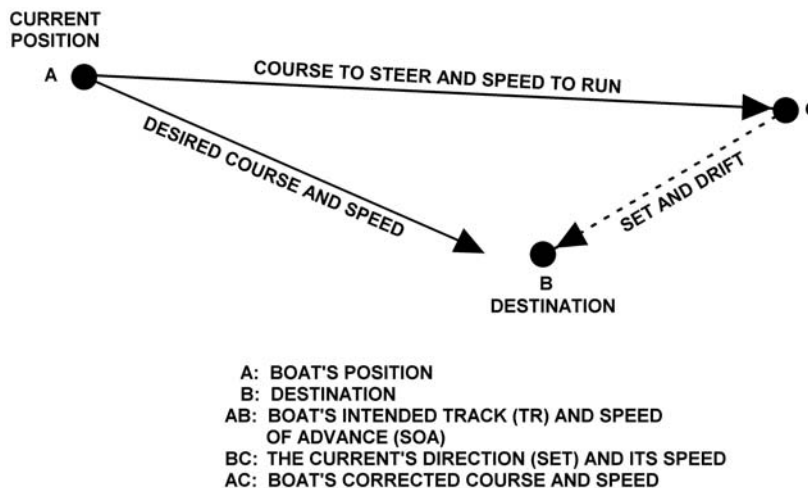 CURRENT
POSITION
A
COURSE TO STEER AND SPEED TO RUN
C
DESIRED COURSE AND SPEED
SET AND DRIFT
B
DESTINATION
A: BOAT'S POSITION
B: DESTINATION
AB: BOAT'S INTENDED TRACK (TR) AND SPEED
OF ADVANCE (SOA)
BC: THE CURRENT'S DIRECTION (SET) AND ITS SPEED
AC: BOAT'S CORRECTED COURSE AND SPEED